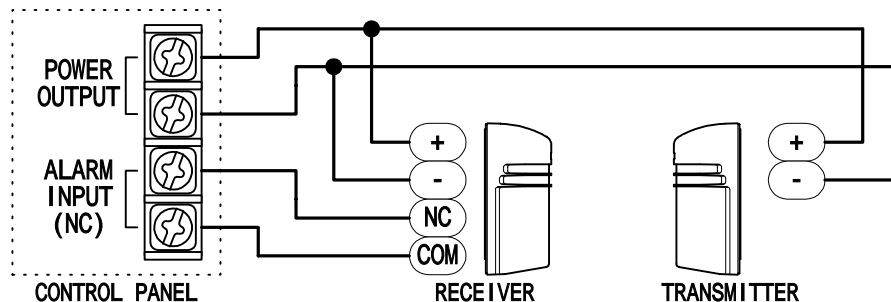 POWER
OUTPUT
ALARM
INPUT
(NC)
+
-
NC
COM
+
-
CONTROL PANEL
RECEIVER
TRANSMITTER